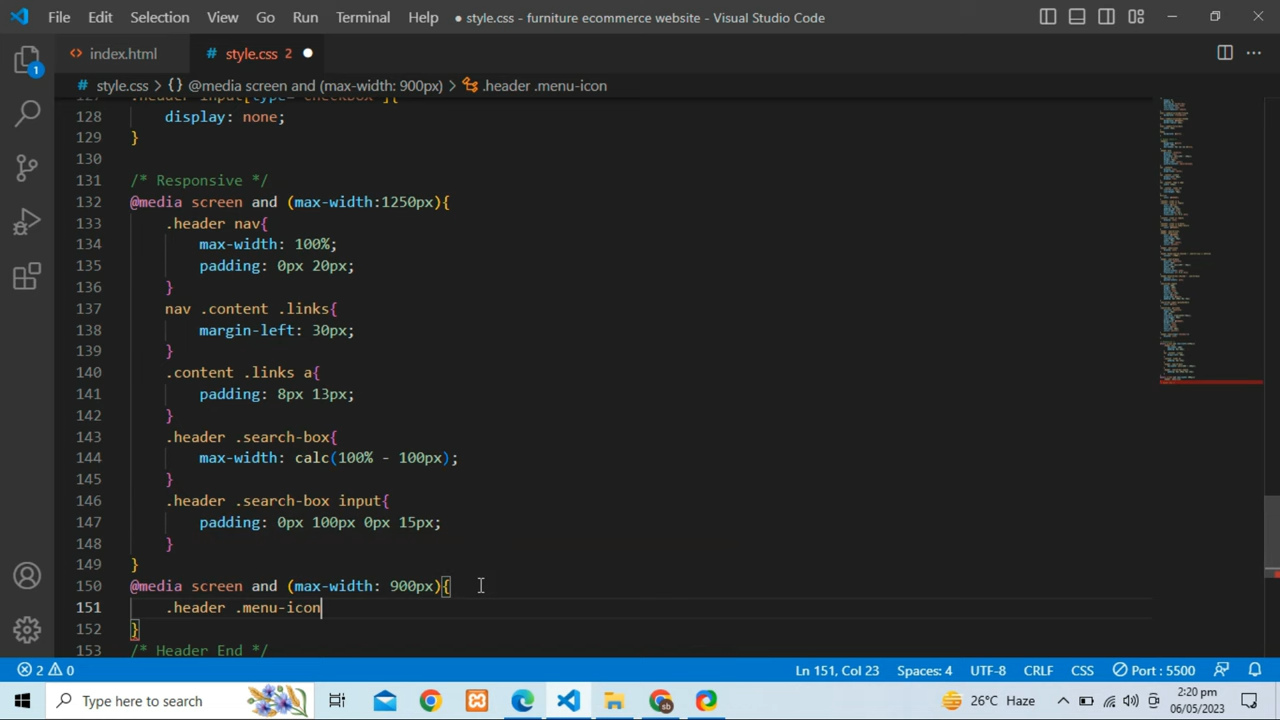 File Edit Selection View Go Run Terminal Help ● style.css - furniture ecommerce website - Visual Studio Code
<> index.html # style.css 2 ●
# style.css > {} @media screen and (max-width: 900px) > .header .menu-icon
127 .header input[type="checkbox"]{
128 display: none;
129 }
130
131 /* Responsive */
132 @media screen and (max-width:1250px){
133 .header nav{
134 max-width: 100%;
135 padding: 0px 20px;
136 }
137 nav .content .links{
138 margin-left: 30px;
139 }
140 .content .links a{
141 padding: 8px 13px;
142 }
143 .header .search-box{
144 max-width: calc(100% - 100px);
145 }
146 .header .search-box input{
147 padding: 0px 100px 0px 15px;
148 }
149 }
150 @media screen and (max-width: 900px){
151 .header .menu-icon
152 }
153 /* Header End */
1
2 0 Ln 151, Col 23 Spaces: 4 UTF-8 CRLF CSS Port : 5500
Type here to search 26°C Haze 2:20 pm
06/05/2023